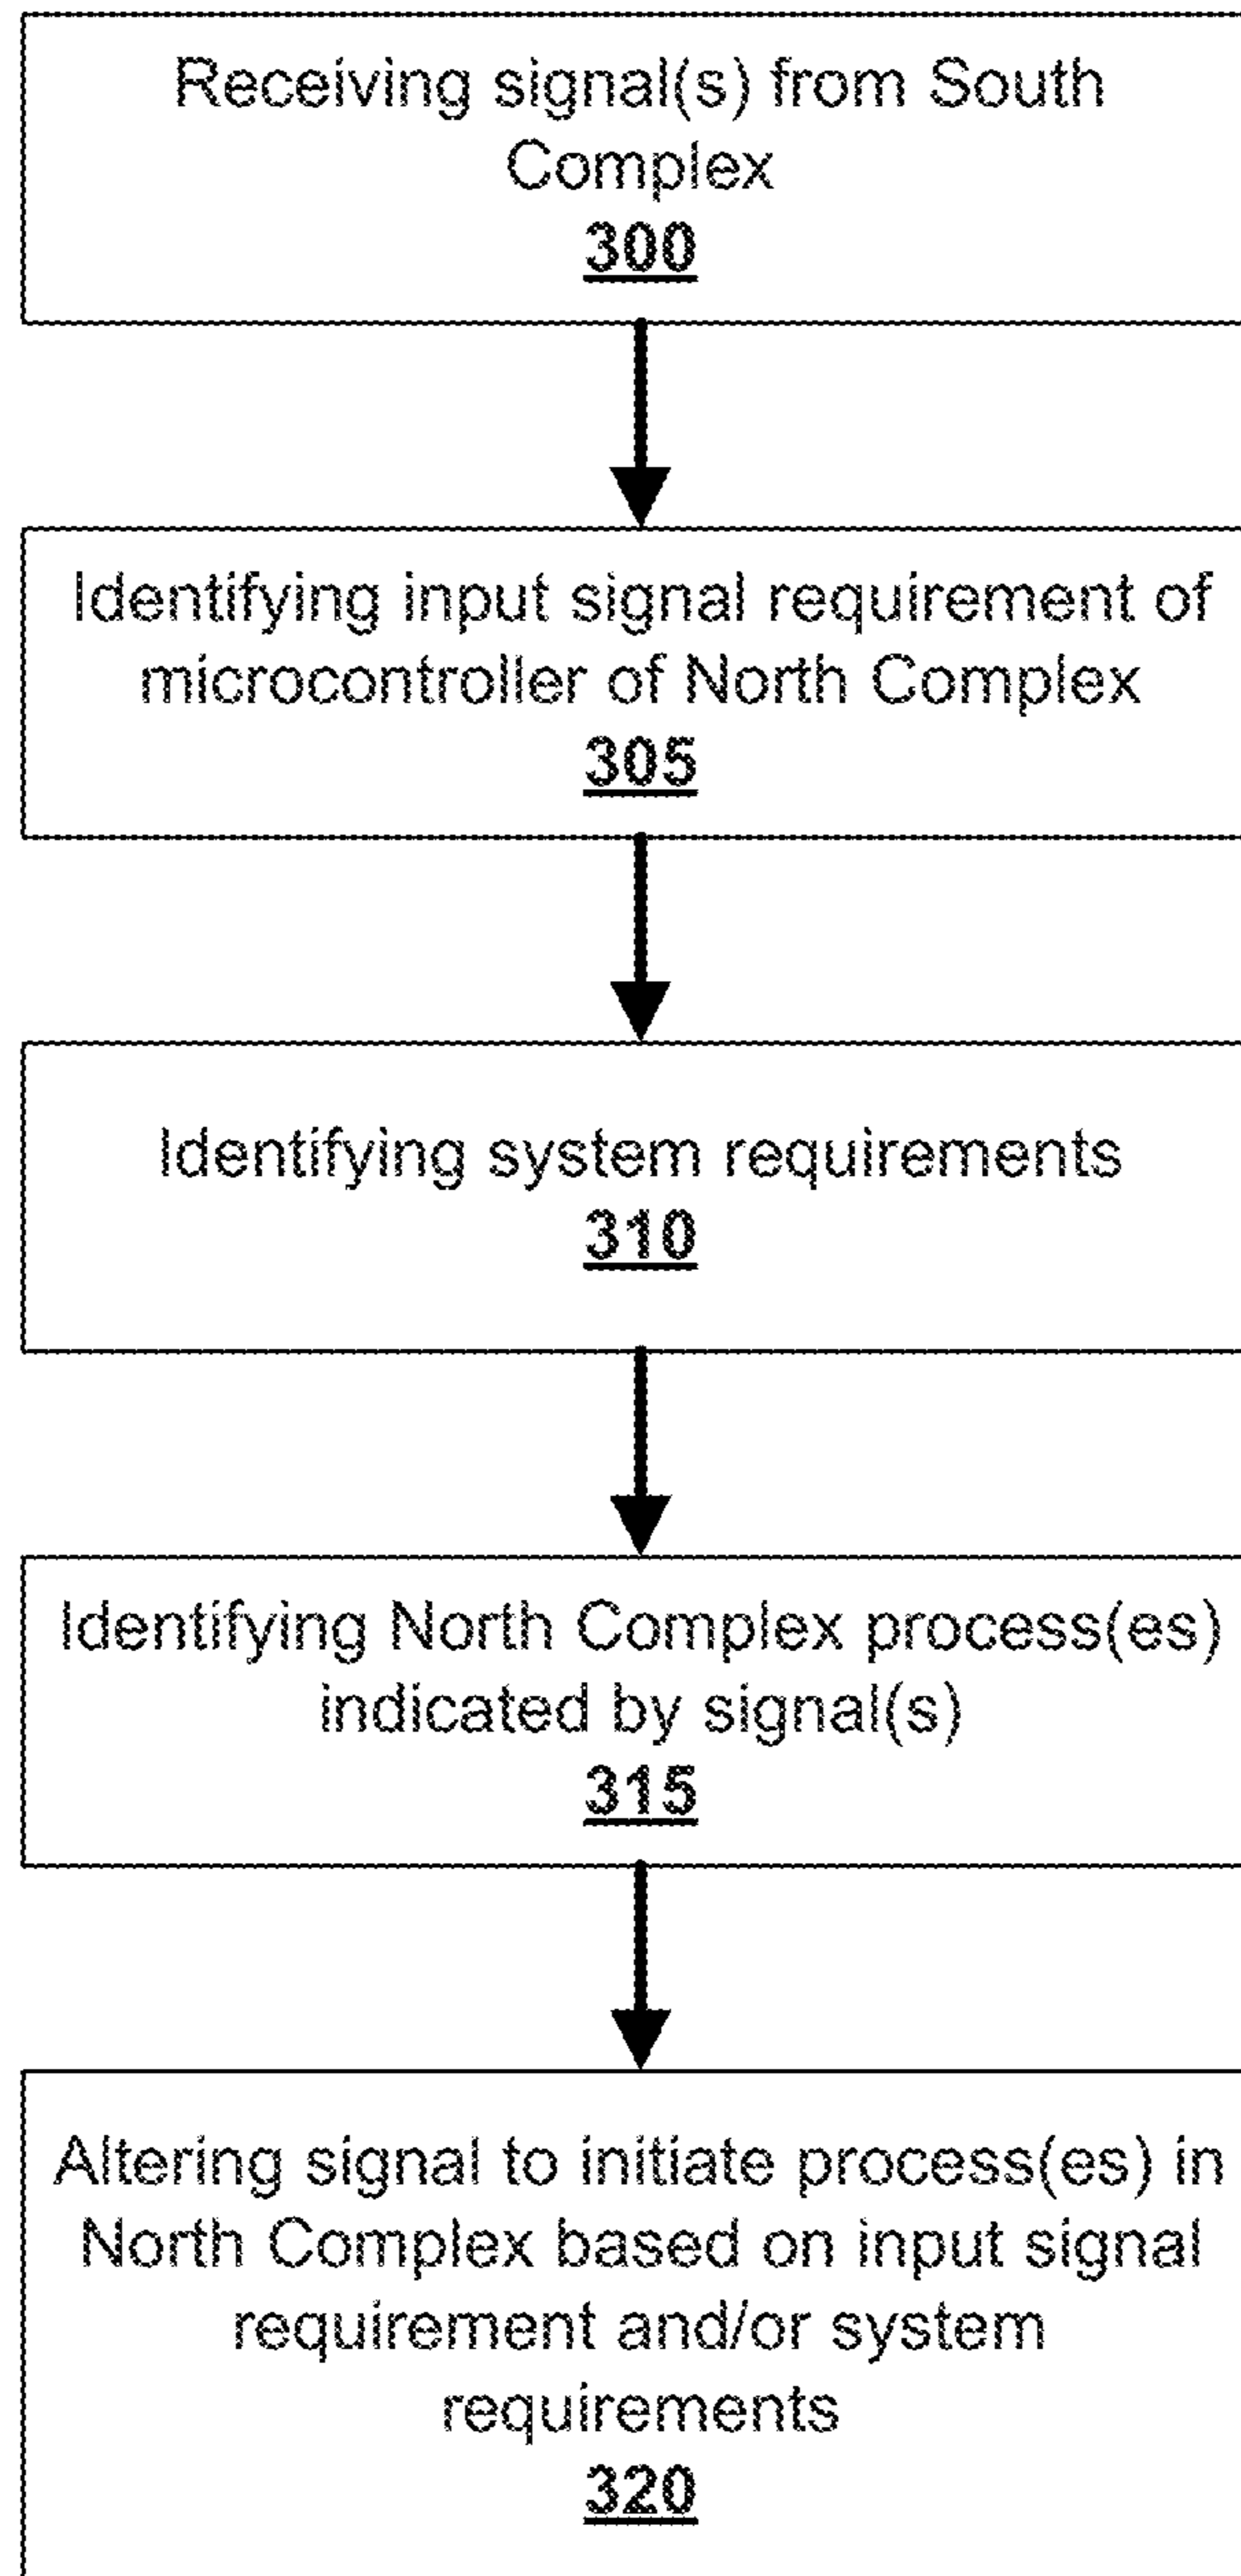 Receiving signal(s) from South
Complex
300
Identifying input signal requirement of
microcontroller of North Complex
305
Identifying system requirements
310
Identifying North Complex process(es)
indicated by signal(s)
315
Altering signal to initiate process(es) in
North Complex based on input signal
requirement and/or system
requirements
320